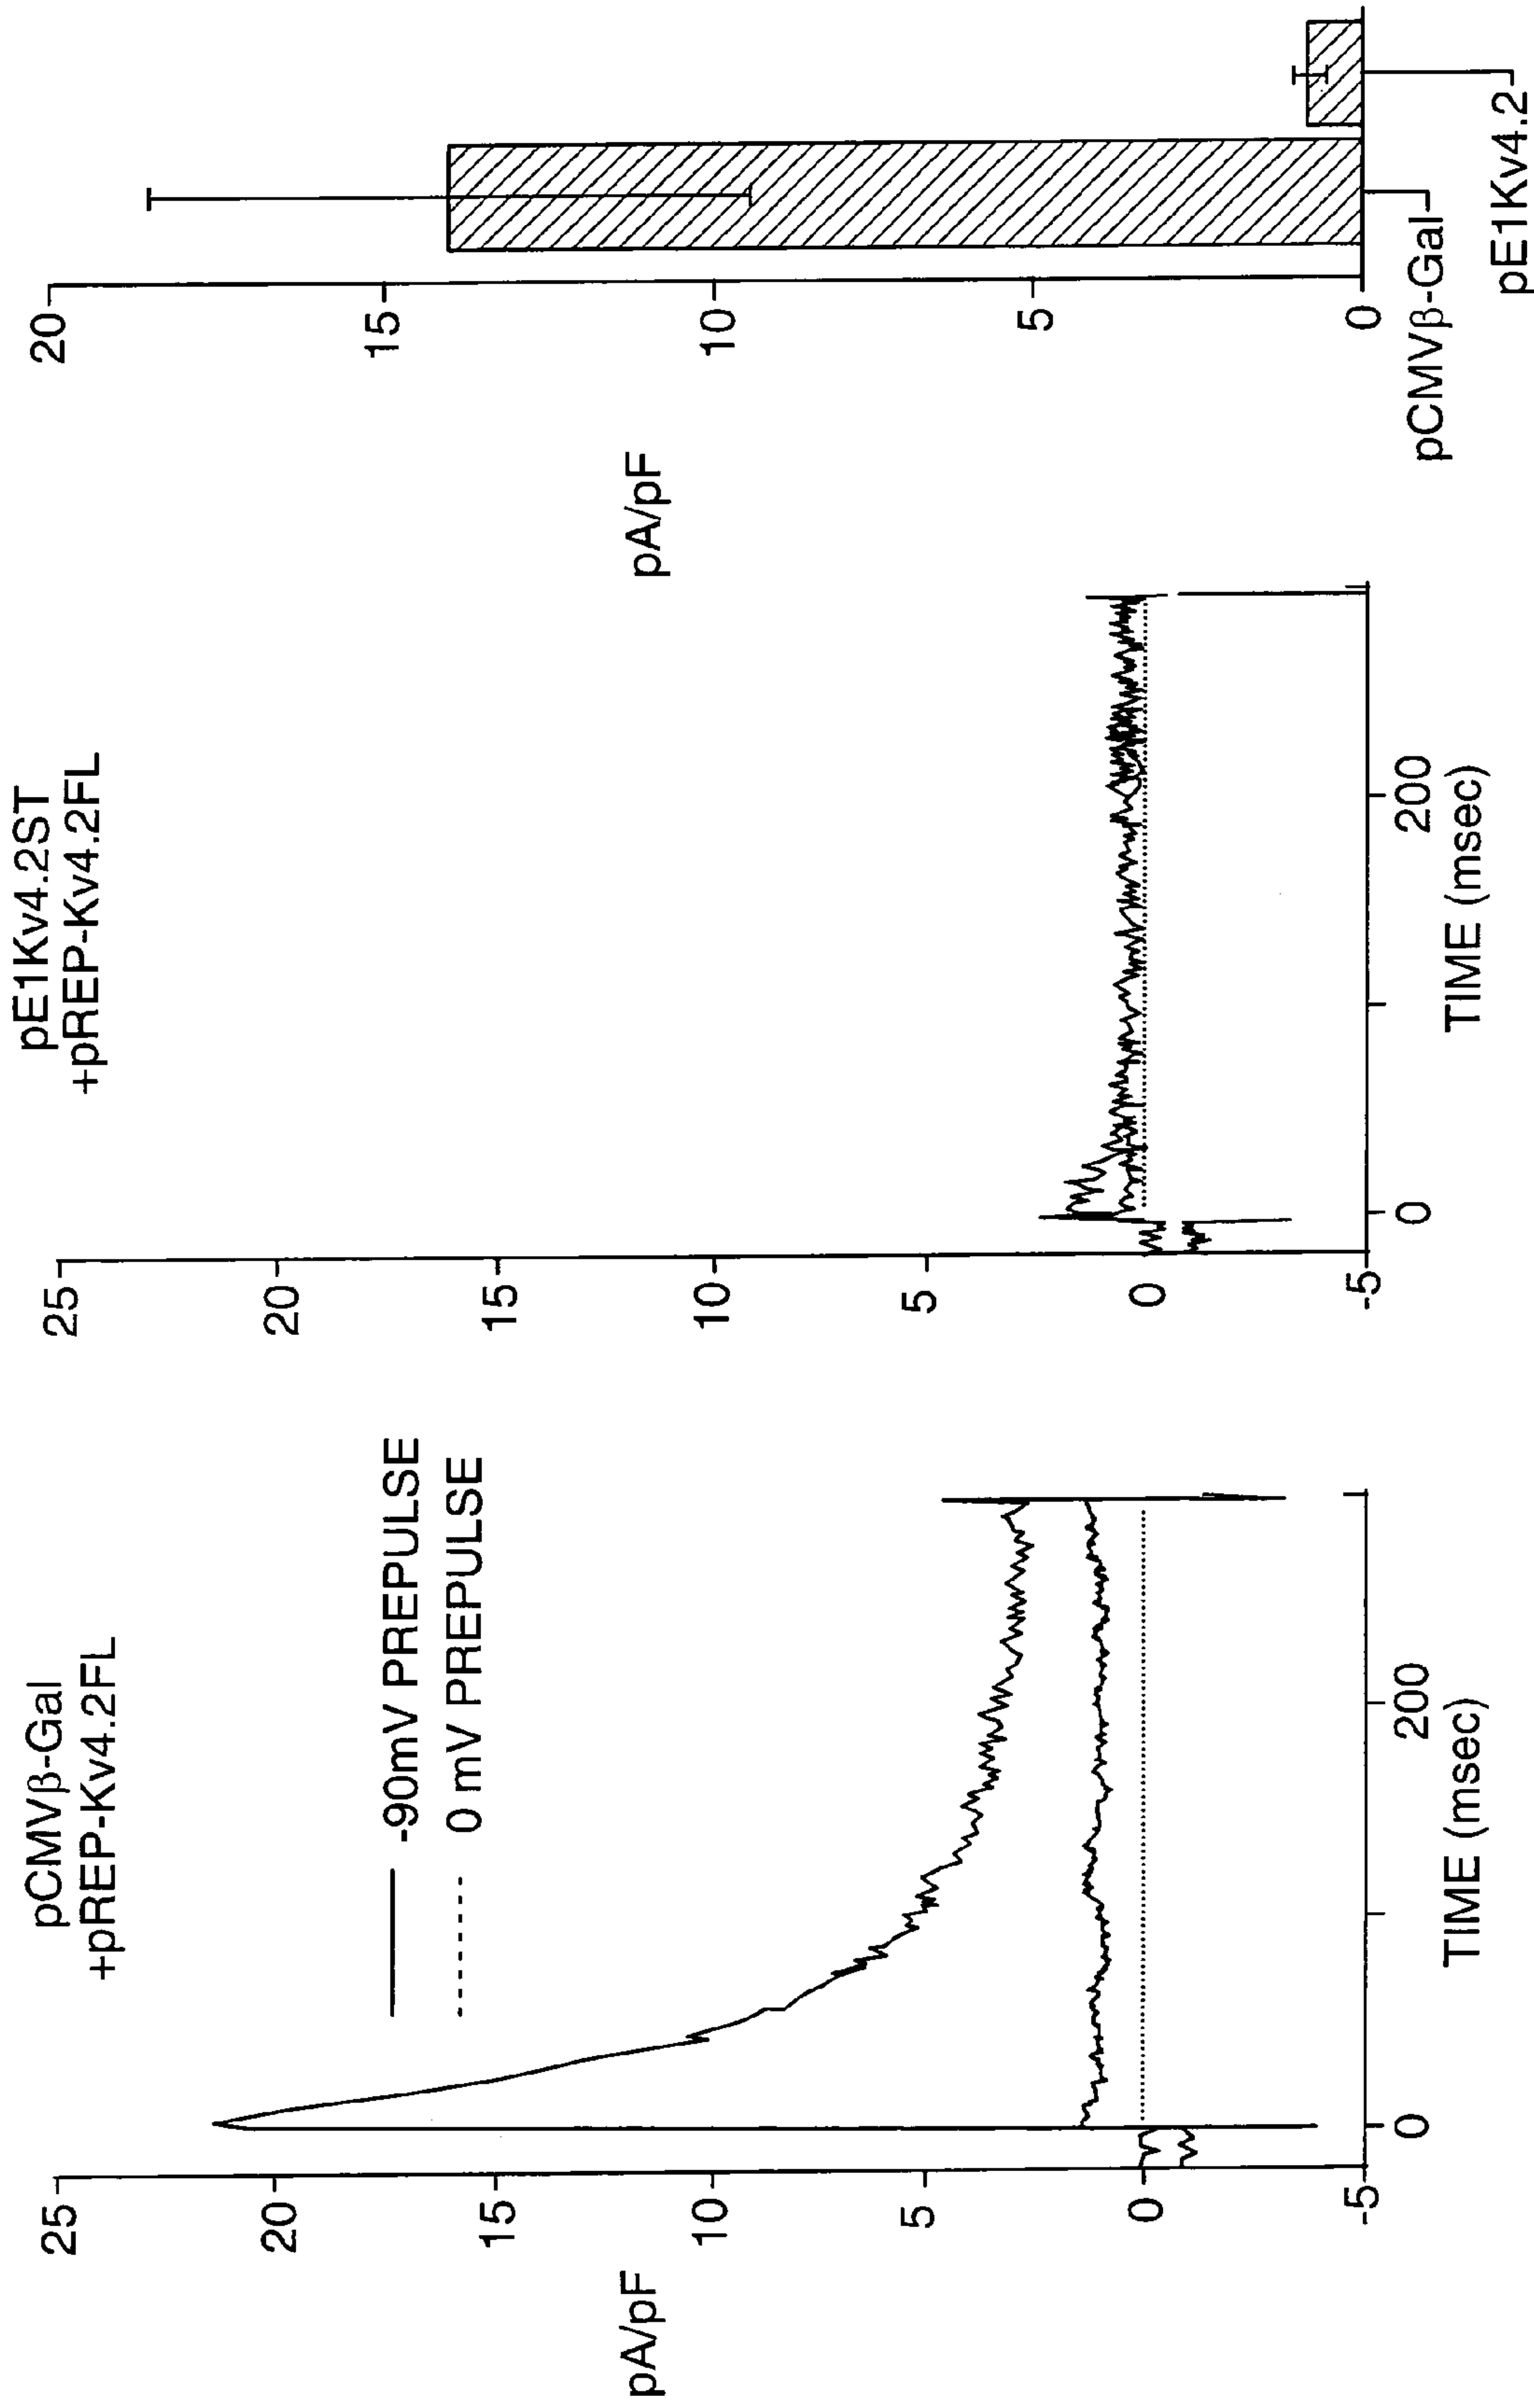 pCMVβ-Gal
+pREP-Kv4.2FL
-90mV PREPULSE
0 mV PREPULSE
25
20
15
10
5
0
-5
pA/pF
0
200
TIME (msec)
pE1Kv4.2ST
+pREP-Kv4.2FL
25
20
15
10
5
0
-5
0
200
TIME (msec)
20
15
10
5
0
pA/pF
pCMVβ-Gal
pE1Kv4.2